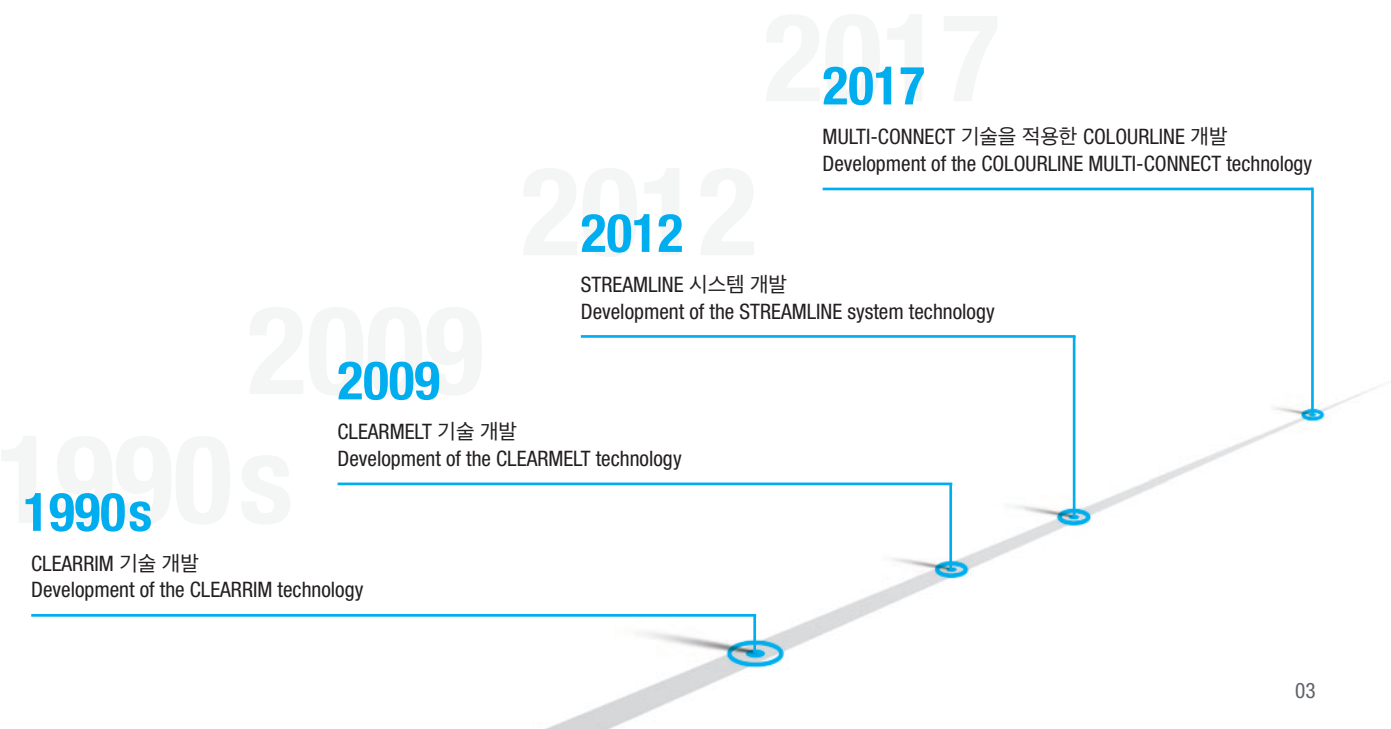 2017
MULTI-CONNECT 기술을 적용한 COLOURLINE 개발
Development of the COLOURLINE MULTI-CONNECT technology
2012
STREAMLINE 시스템 개발
Development of the STREAMLINE system technology
2009
CLEARMELT 기술 개발
Development of the CLEARMELT technology
1990s
CLEARRIM 기술 개발
Development of the CLEARRIM technology
03